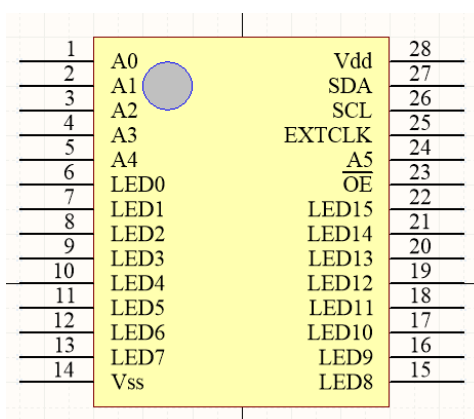 1 A0 Vdd 28
2 A1 SDA 27
3 A2 SCL 26
4 A3 EXTCLK 25
5 A4 A5 24
6 LED0 OE 23
7 LED1 LED15 22
8 LED2 LED14 21
9 LED3 LED13 20
10 LED4 LED12 19
11 LED5 LED11 18
12 LED6 LED10 17
13 LED7 LED9 16
14 Vss LED8 15